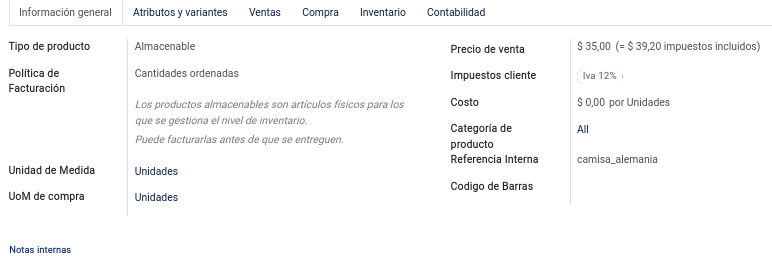 Información general Atributos y variantes Ventas Compra Inventario Contabilidad
Tipo de producto Almacenable
Política de Facturación Cantidades ordenadas
Los productos almacenables son artículos físicos para los
que se gestiona el nivel de inventario.
Puede facturarlas antes de que se entreguen.
Unidad de Medida Unidades
UoM de compra Unidades
Precio de venta $ 35,00 (= $ 39,20 impuestos incluidos)
Impuestos cliente Iva 12%
Costo $ 0,00 por Unidades
Categoría de producto All
Referencia Interna camisa_alemania
Codigo de Barras
Notas internas